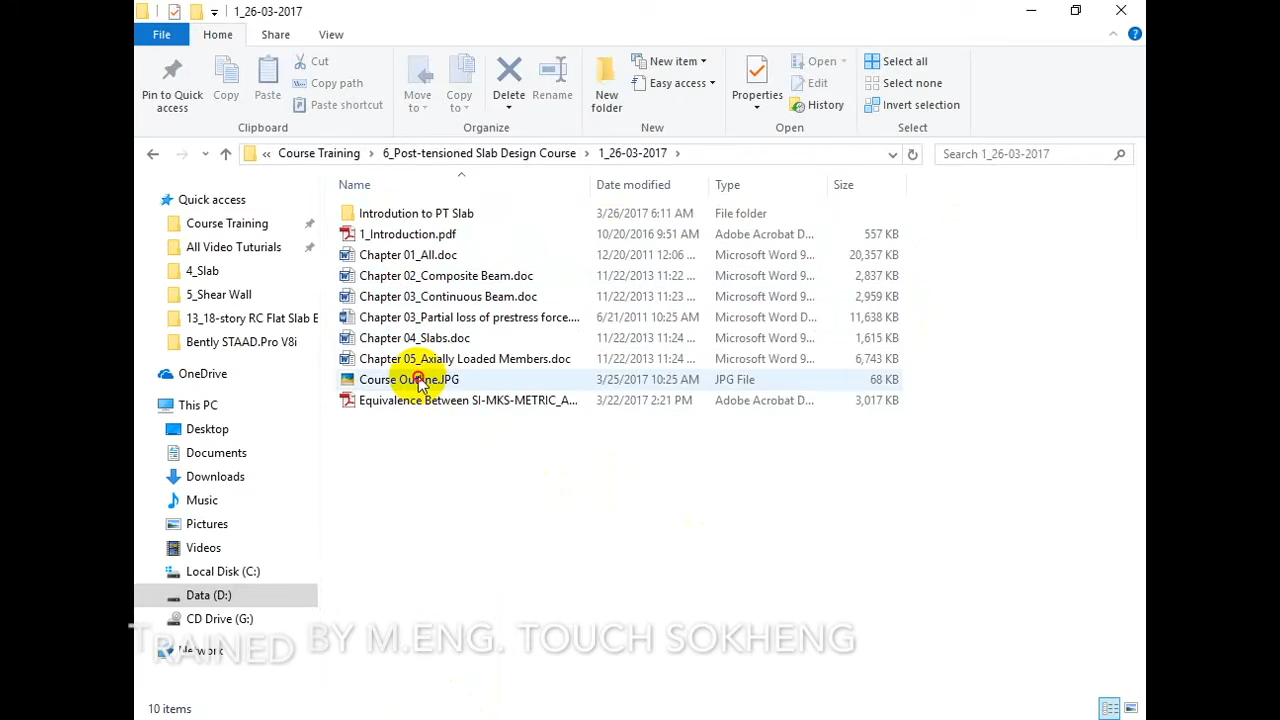 1_26-03-2017
File Home Share View
Pin to Quick access
Copy
Paste
Cut
Copy path
Paste shortcut
Clipboard
Move to
Copy to
Delete
Rename
Organize
New folder
New item
Easy access
New
Properties
Open
Edit
History
Open
Select all
Select none
Invert selection
Select
« Course Training > 6_Post-tensioned Slab Design Course > 1_26-03-2017 >
Search 1_26-03-2017
Quick access
Course Training
All Video Tuturials
4_Slab
5_Shear Wall
13_18-story RC Flat Slab E
Bently STAAD.Pro V8i
OneDrive
This PC
Desktop
Documents
Downloads
Music
Pictures
Videos
Local Disk (C:)
Data (D:)
CD Drive (G:)
Name Date modified Type Size
Introdution to PT Slab 3/26/2017 6:11 AM File folder
1_Introduction.pdf 10/20/2016 9:51 AM Adobe Acrobat D... 557 KB
Chapter 01_All.doc 12/20/2011 12:06 ... Microsoft Word 9... 20,357 KB
Chapter 02_Composite Beam.doc 11/22/2013 11:22 ... Microsoft Word 9... 2,837 KB
Chapter 03_Continuous Beam.doc 11/22/2013 11:23 ... Microsoft Word 9... 2,959 KB
Chapter 03_Partial loss of prestress force.... 6/21/2011 10:25 AM Microsoft Word D... 11,638 KB
Chapter 04_Slabs.doc 11/22/2013 11:24 ... Microsoft Word 9... 1,615 KB
Chapter 05_Axially Loaded Members.doc 11/22/2013 11:24 ... Microsoft Word 9... 6,743 KB
Course Outline.JPG 3/25/2017 10:25 AM JPG File 68 KB
Equivalence Between SI-MKS-METRIC_A... 3/22/2017 2:21 PM Adobe Acrobat D... 3,017 KB
TRAINED BY M.ENG. TOUCH SOKHENG
10 items